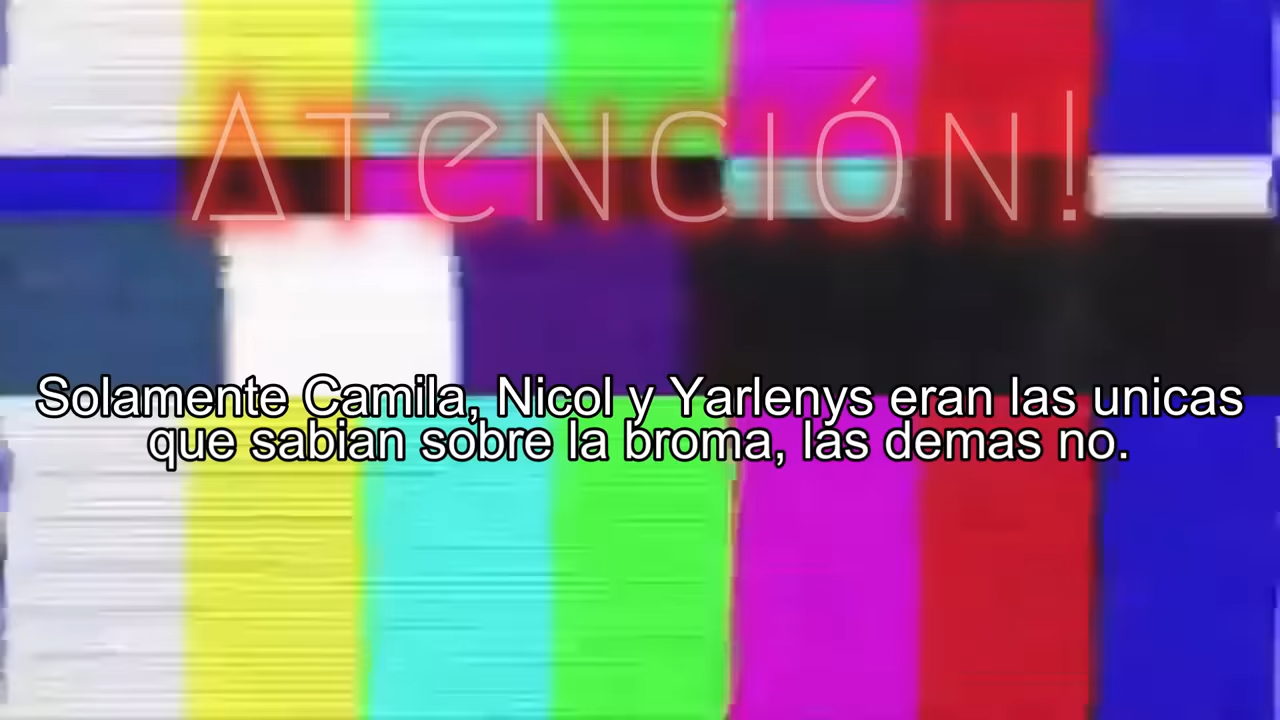 ATENCIÓN!
Solamente Camila, Nicol y Yarlenys eran las unicas
que sabian sobre la broma, las demas no.